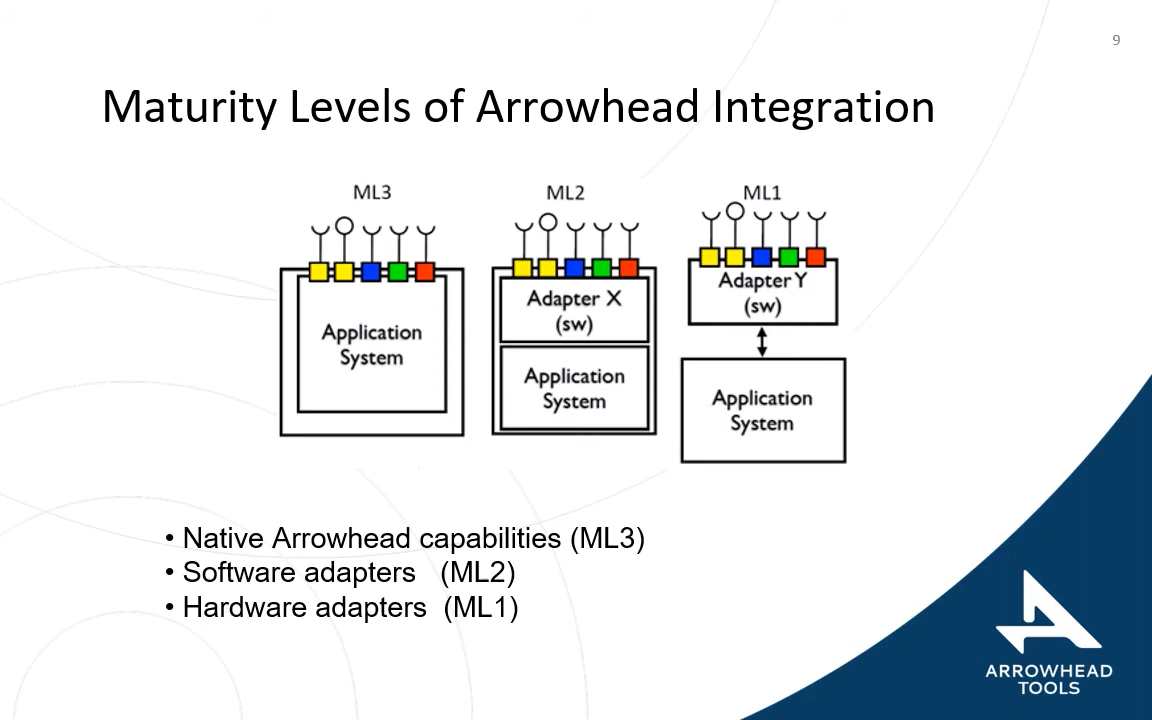 9
Maturity Levels of Arrowhead Integration
ML3
ML2
ML1
Application
System
Adapter X
(sw)
Application
System
Adapter Y
(sw)
Application
System
• Native Arrowhead capabilities (ML3)
• Software adapters (ML2)
• Hardware adapters (ML1)
ARROWHEAD
TOOLS